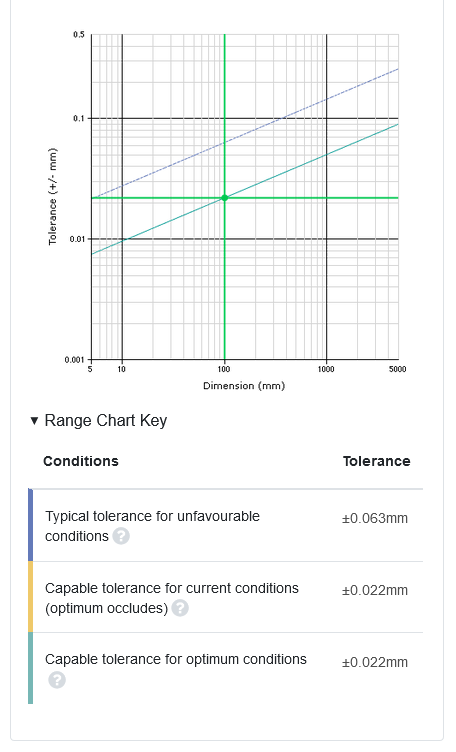 0.5
0.1
0.01
0.001
Tolerance (+/- mm)
5 10 100 1000 5000
Dimension (mm)
▼ Range Chart Key
Conditions Tolerance
Typical tolerance for unfavourable
conditions ? ±0.063mm
Capable tolerance for current conditions
(optimum occludes) ? ±0.022mm
Capable tolerance for optimum conditions
? ±0.022mm